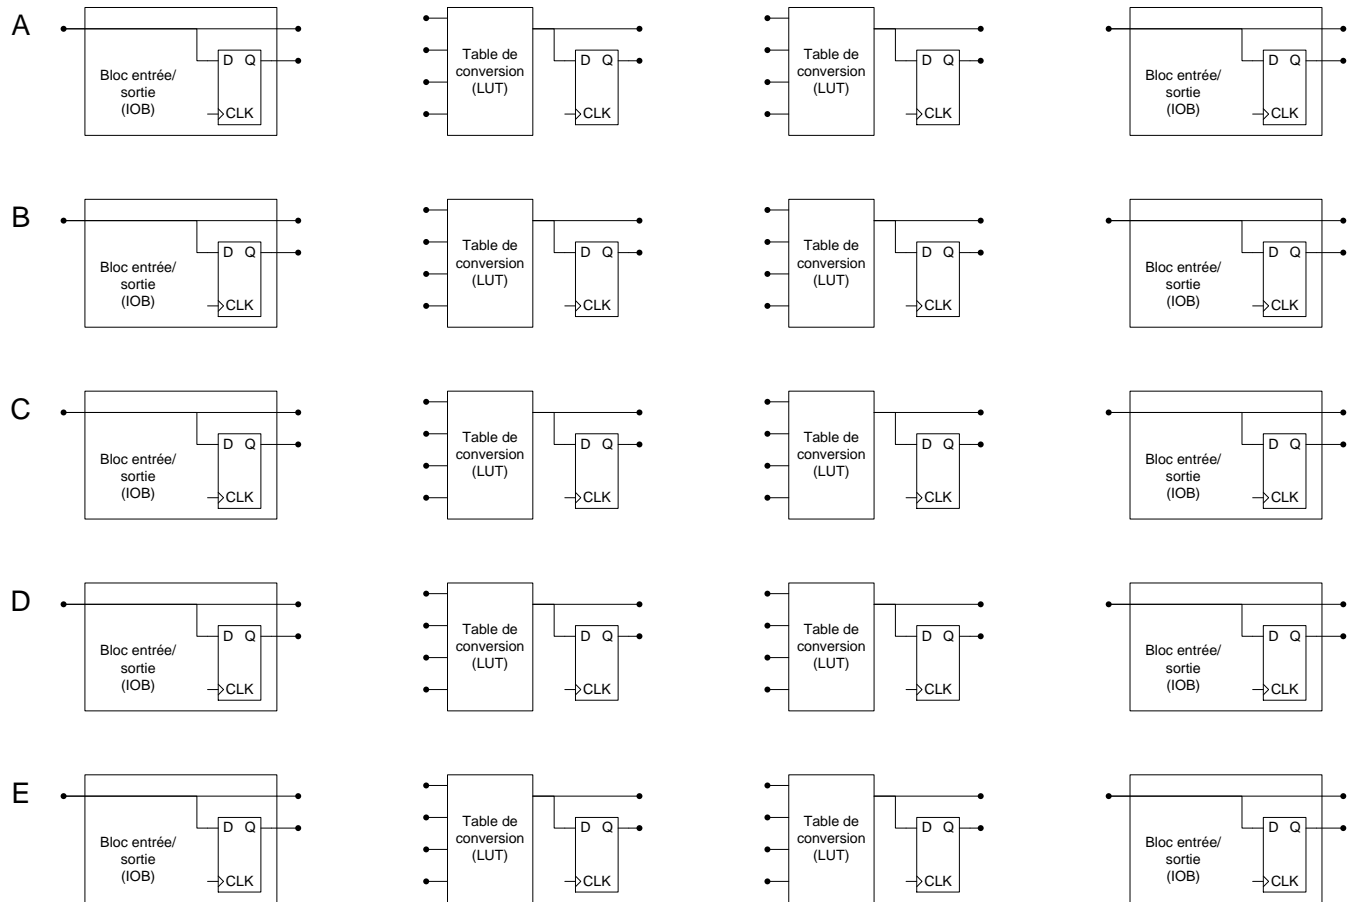 A
Bloc entrée/
sortie
(IOB)
D Q
CLK
Table de
conversion
(LUT)
D Q
CLK
Table de
conversion
(LUT)
D Q
CLK
Bloc entrée/
sortie
(IOB)
D Q
CLK
B
Bloc entrée/
sortie
(IOB)
D Q
CLK
Table de
conversion
(LUT)
D Q
CLK
Table de
conversion
(LUT)
D Q
CLK
Bloc entrée/
sortie
(IOB)
D Q
CLK
C
Bloc entrée/
sortie
(IOB)
D Q
CLK
Table de
conversion
(LUT)
D Q
CLK
Table de
conversion
(LUT)
D Q
CLK
Bloc entrée/
sortie
(IOB)
D Q
CLK
D
Bloc entrée/
sortie
(IOB)
D Q
CLK
Table de
conversion
(LUT)
D Q
CLK
Table de
conversion
(LUT)
D Q
CLK
Bloc entrée/
sortie
(IOB)
D Q
CLK
E
Bloc entrée/
sortie
(IOB)
D Q
CLK
Table de
conversion
(LUT)
D Q
CLK
Table de
conversion
(LUT)
D Q
CLK
Bloc entrée/
sortie
(IOB)
D Q
CLK